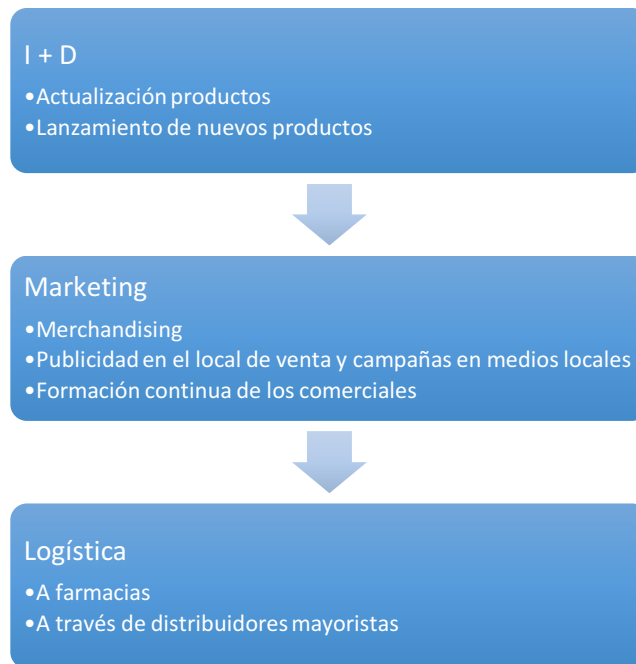 I + D
•Actualización productos
•Lanzamiento de nuevos productos
Marketing
•Merchandising
•Publicidad en el local de venta y campañas en medios locales
•Formación continua de los comerciales
Logística
•A farmacias
•A través de distribuidores mayoristas